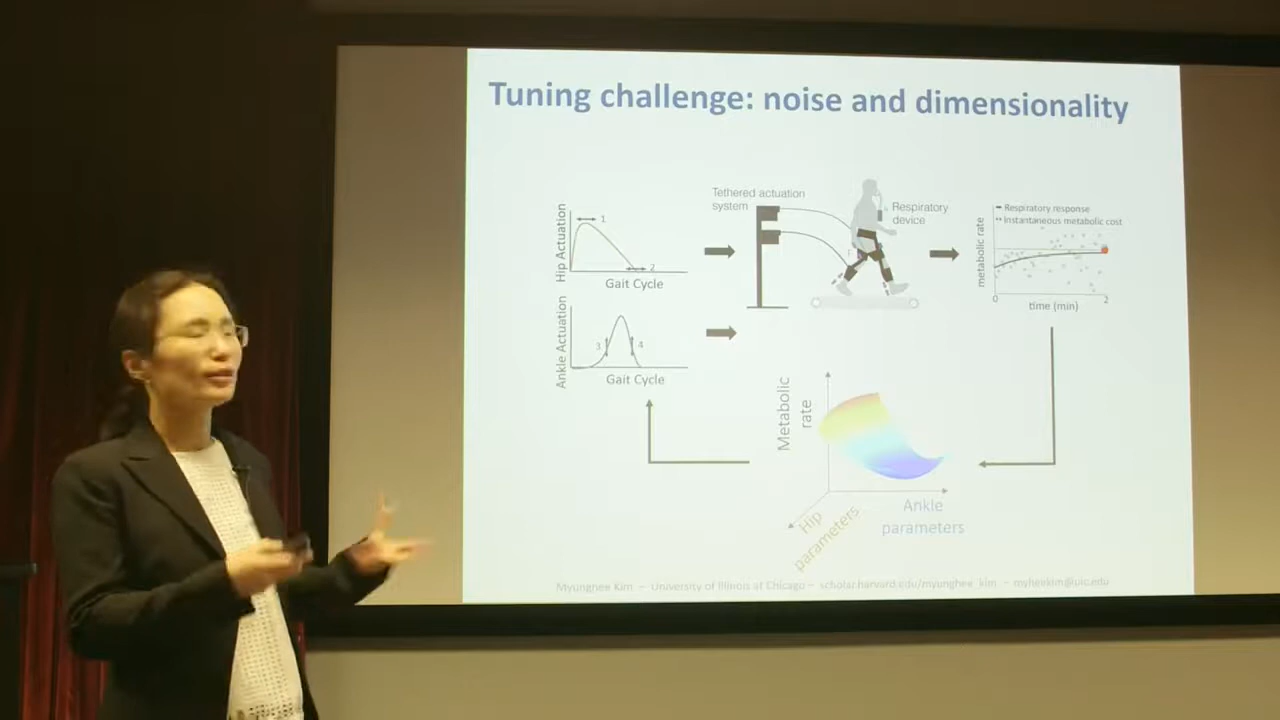 Tuning challenge: noise and dimensionality
Hip Actuation
1
2
Gait Cycle
Ankle Actuation
3
4
Gait Cycle
Tethered actuation
system
Respiratory
device
Respiratory response
Instantaneous metabolic cost
metabolic rate
0
2
time (min)
Metabolic
rate
Hip
parameters
Ankle
parameters
Myunghee Kim – University of Illinois at Chicago – scholar.harvard.edu/myunghee_kim – myheekim@uic.edu